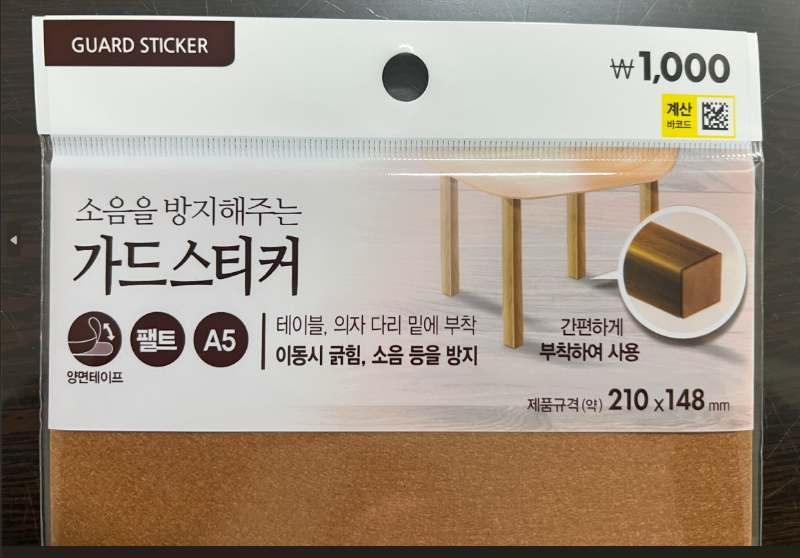 GUARD STICKER
₩1,000
계산
바코드
소음을 방지해주는
가드스티커
양면테이프
팰트
A5
테이블, 의자 다리 밑에 부착
이동시 긁힘, 소음 등을 방지
간편하게
부착하여 사용
제품규격(약) 210 x 148 mm